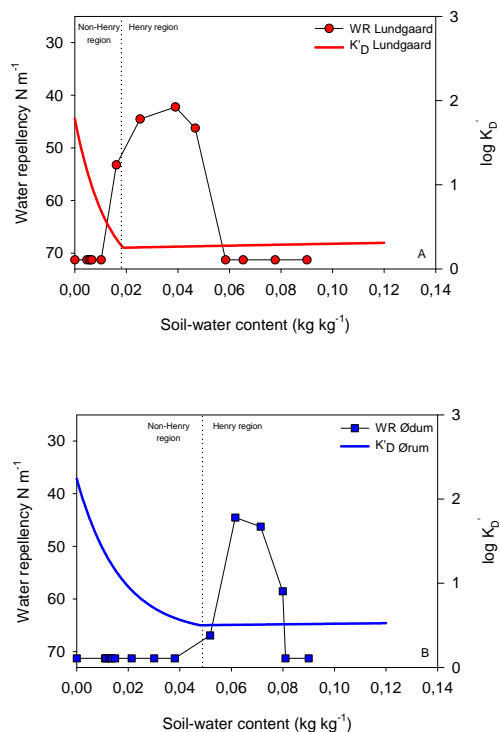 Non-Henry region
Henry region
WR Lundgaard
K'D Lundgaard
Water repellency N m-1
30
40
50
60
70
3
2
1
0
log KD'
A
0,00 0,02 0,04 0,06 0,08 0,10 0,12 0,14
Soil-water content (kg kg-1)
Non-Henry region
Henry region
WR Ødum
K'D Ørum
Water repellency N m-1
30
40
50
60
70
3
2
1
0
log KD'
B
0,00 0,02 0,04 0,06 0,08 0,10 0,12 0,14
Soil-water content (kg kg-1)